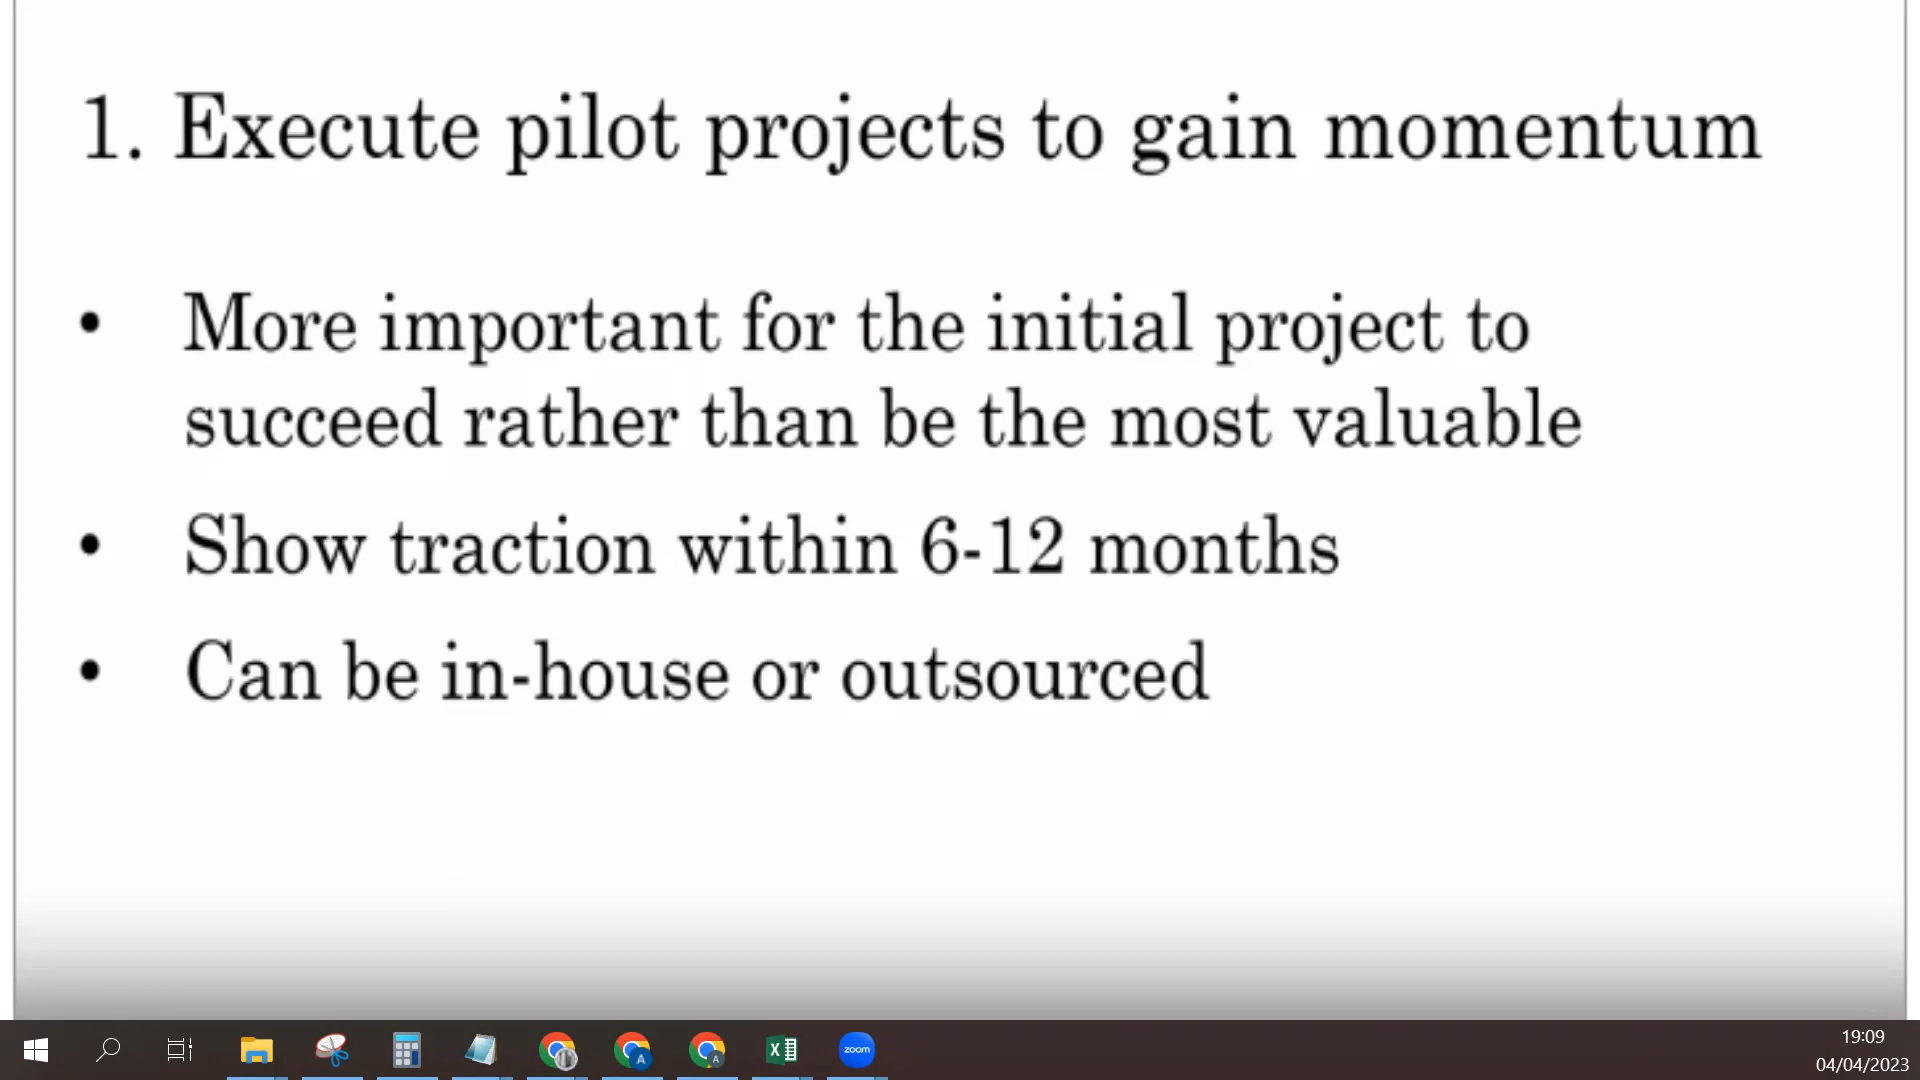 1. Execute pilot projects to gain momentum
• More important for the initial project to
succeed rather than be the most valuable
• Show traction within 6-12 months
• Can be in-house or outsourced
A
A
X
zoom
19:09
04/04/2023